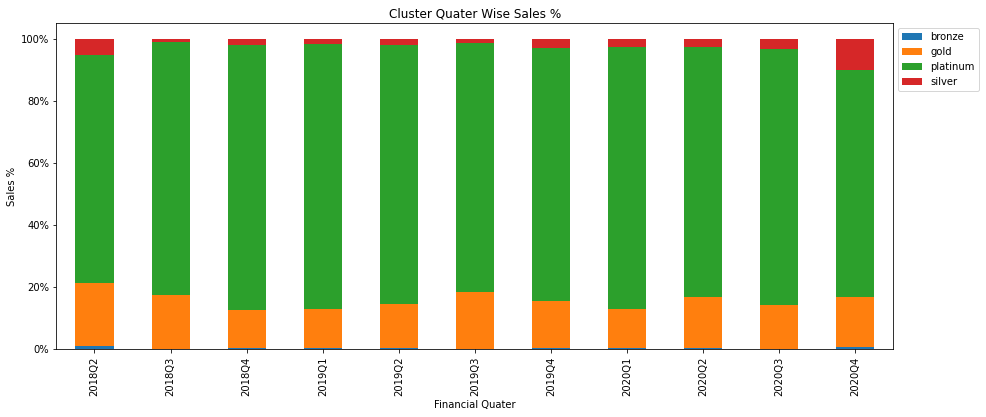 Cluster Quater Wise Sales %
bronze
gold
platinum
silver
Sales %
100%
80%
60%
40%
20%
0%
2018Q2
2018Q3
2018Q4
2019Q1
2019Q2
2019Q3
2019Q4
2020Q1
2020Q2
2020Q3
2020Q4
Financial Quater